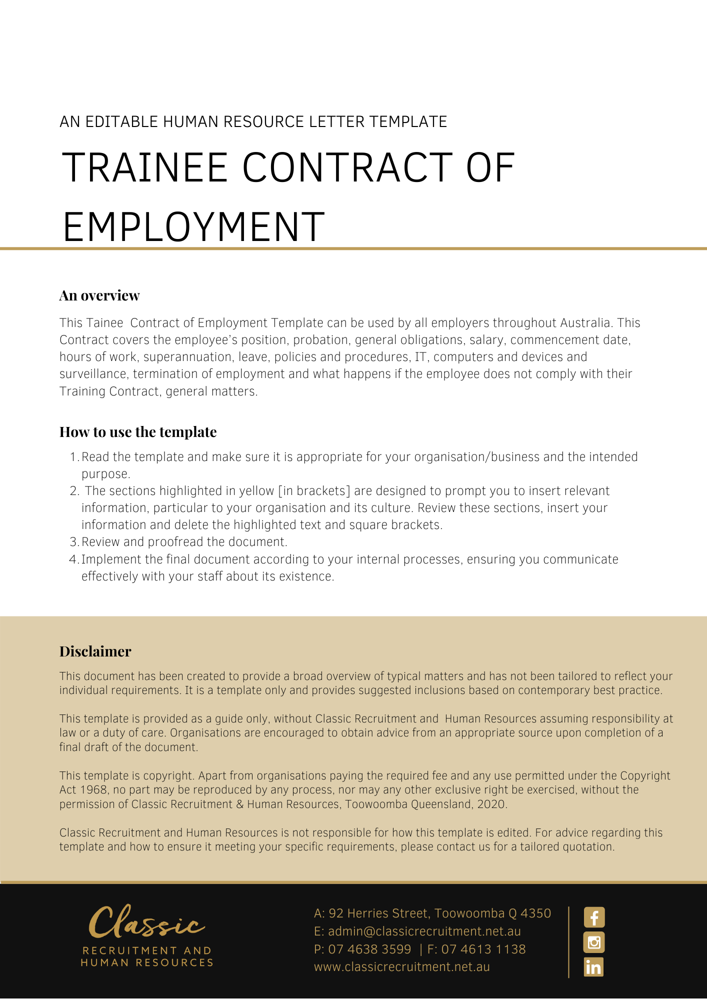 AN EDITABLE HUMAN RESOURCE LETTER TEMPLATE
TRAINEE CONTRACT OF
EMPLOYMENT
An overview
This Tainee  Contract of Employment Template can be used by all employers throughout Australia. This
Contract covers the employee's position, probation, general obligations, salary, commencement date,
hours of work, superannuation, leave, policies and procedures, IT, computers and devices and
surveillance, termination of employment and what happens if the employee does not comply with their
Training Contract, general matters.
How to use the template
1. Read the template and make sure it is appropriate for your organisation/business and the intended
purpose.
2. The sections highlighted in yellow [in brackets] are designed to prompt you to insert relevant
information, particular to your organisation and its culture. Review these sections, insert your
information and delete the highlighted text and square brackets.
3. Review and proofread the document.
4. Implement the final document according to your internal processes, ensuring you communicate
effectively with your staff about its existence.
Disclaimer
This document has been created to provide a broad overview of typical matters and has not been tailored to reflect your
individual requirements. It is a template only and provides suggested inclusions based on contemporary best practice.
This template is provided as a guide only, without Classic Recruitment and  Human Resources assuming responsibility at
law or a duty of care. Organisations are encouraged to obtain advice from an appropriate source upon completion of a
final draft of the document.
This template is copyright. Apart from organisations paying the required fee and any use permitted under the Copyright
Act 1968, no part may be reproduced by any process, nor may any other exclusive right be exercised, without the
permission of Classic Recruitment & Human Resources, Toowoomba Queensland, 2020.
Classic Recruitment and Human Resources is not responsible for how this template is edited. For advice regarding this
template and how to ensure it meeting your specific requirements, please contact us for a tailored quotation.
Classic
RECRUITMENT AND
HUMAN RESOURCES
A: 92 Herries Street, Toowoomba Q 4350
E: admin@classicrecruitment.net.au
P: 07 4638 3599  | F: 07 4613 1138
www.classicrecruitment.net.au